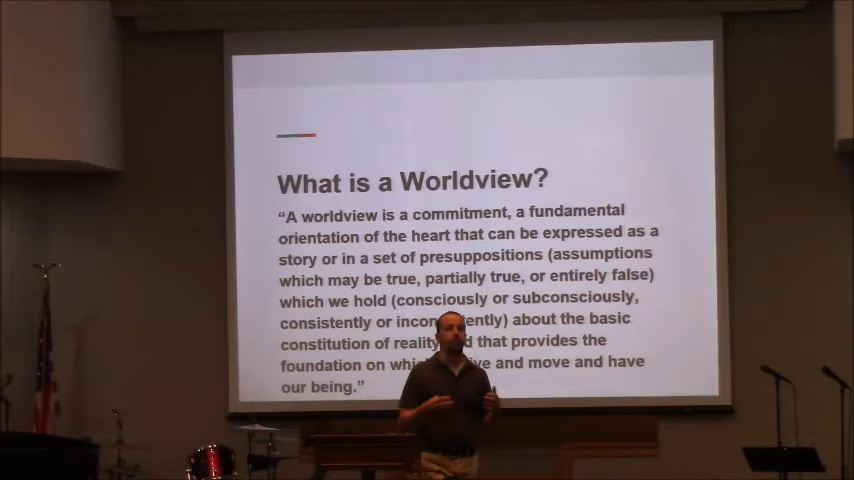 What is a Worldview?
“A worldview is a commitment, a fundamental
orientation of the heart that can be expressed as a
story or in a set of presuppositions (assumptions
which may be true, partially true, or entirely false)
which we hold (consciously or subconsciously,
consistently or about the basic
constitution of reality, that provides the
foundation on and move and have
our being.”